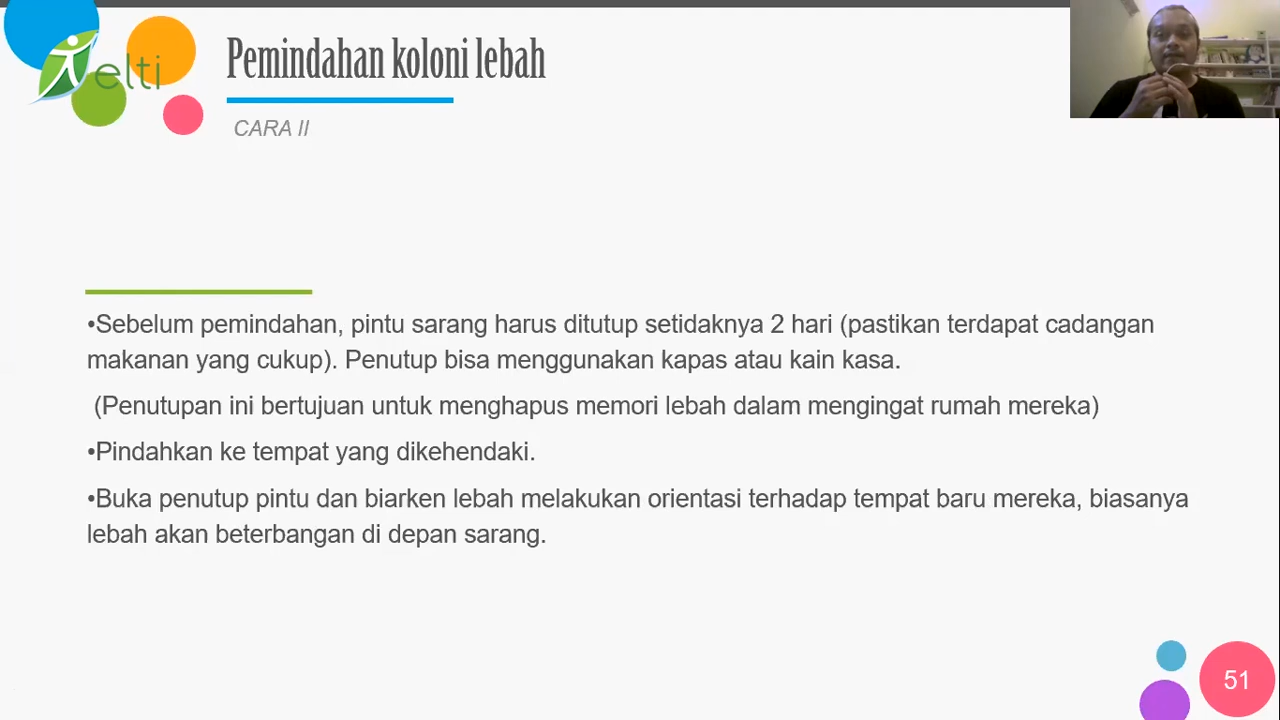 elti
Pemindahan koloni lebah
CARA II
•Sebelum pemindahan, pintu sarang harus ditutup setidaknya 2 hari (pastikan terdapat cadangan
makanan yang cukup). Penutup bisa menggunakan kapas atau kain kasa.
(Penutupan ini bertujuan untuk menghapus memori lebah dalam mengingat rumah mereka)
•Pindahkan ke tempat yang dikehendaki.
•Buka penutup pintu dan biarken lebah melakukan orientasi terhadap tempat baru mereka, biasanya
lebah akan beterbangan di depan sarang.
51